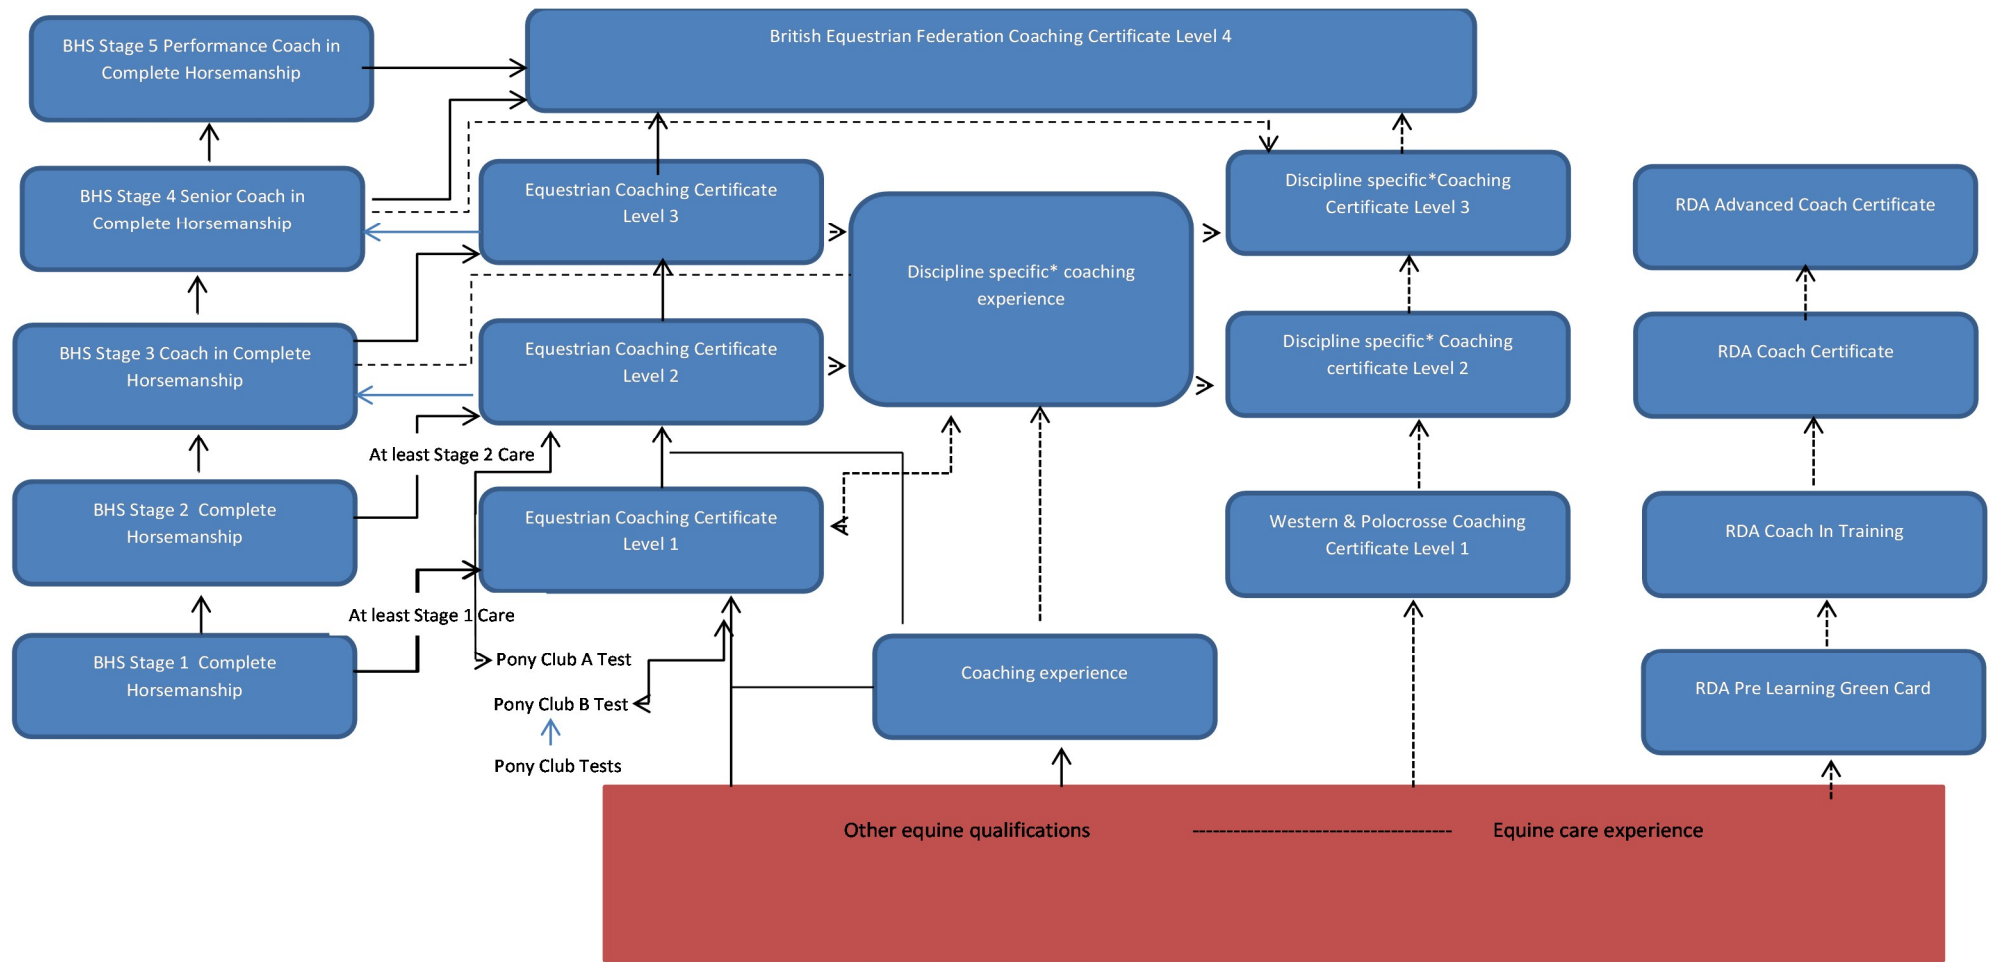 BHS Stage 5 Performance Coach in
Complete Horsemanship
British Equestrian Federation Coaching Certificate Level 4
BHS Stage 4 Senior Coach in
Complete Horsemanship
Equestrian Coaching Certificate
Level 3
Discipline specific*Coaching
Certificate Level 3
RDA Advanced Coach Certificate
Discipline specific* coaching
experience
BHS Stage 3 Coach in Complete
Horsemanship
Equestrian Coaching Certificate
Level 2
Discipline specific* Coaching
certificate Level 2
RDA Coach Certificate
At least Stage 2 Care
BHS Stage 2  Complete
Horsemanship
Equestrian Coaching Certificate
Level 1
Western & Polocrosse Coaching
Certificate Level 1
RDA Coach In Training
At least Stage 1 Care
BHS Stage 1  Complete
Horsemanship
Pony Club A Test
Pony Club B Test
Pony Club Tests
Coaching experience
RDA Pre Learning Green Card
Other equine qualifications
Equine care experience